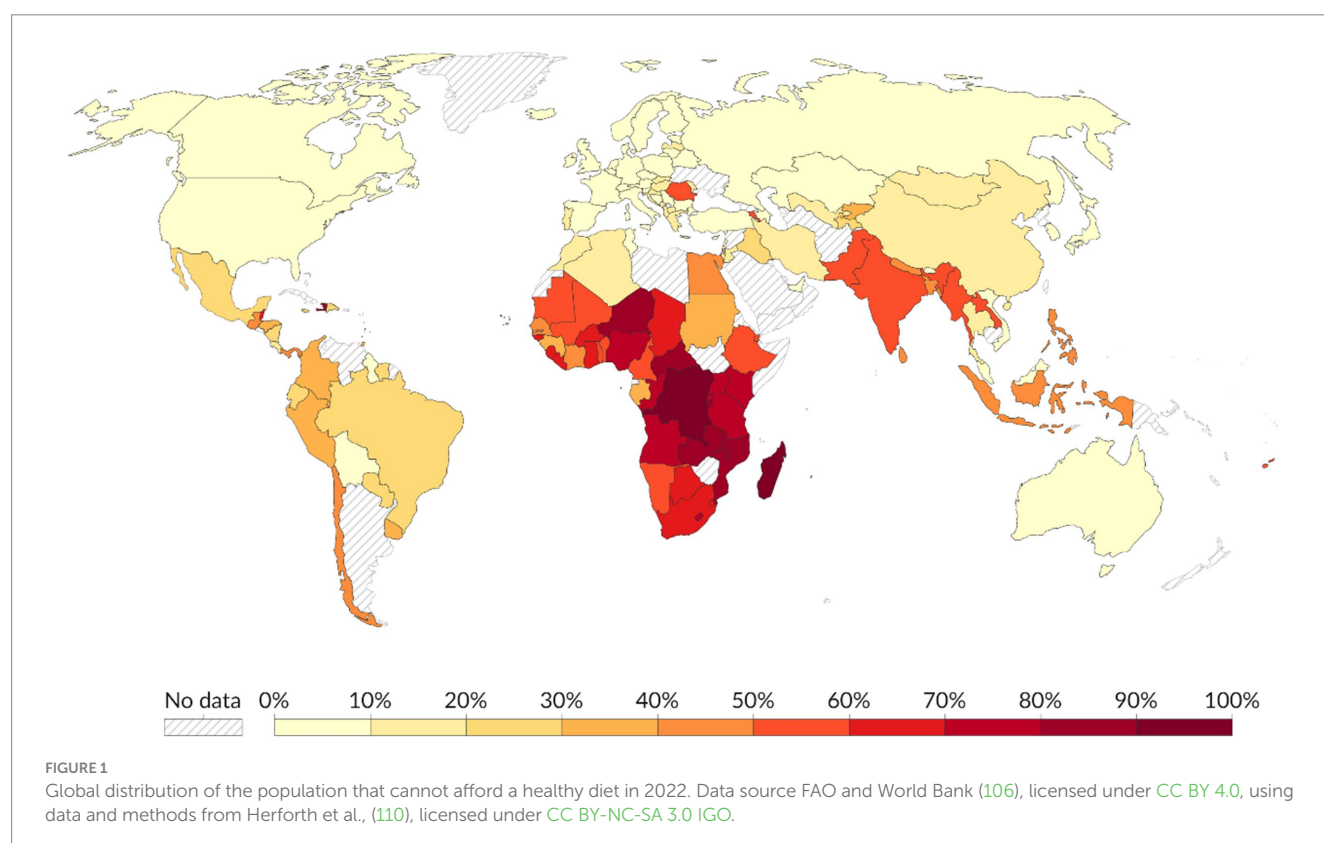 No data 0% 10% 20% 30% 40% 50% 60% 70% 80% 90% 100%
FIGURE 1
Global distribution of the population that cannot afford a healthy diet in 2022. Data source FAO and World Bank (106), licensed under CC BY 4.0, using
data and methods from Herforth et al., (110), licensed under CC BY-NC-SA 3.0 IGO.